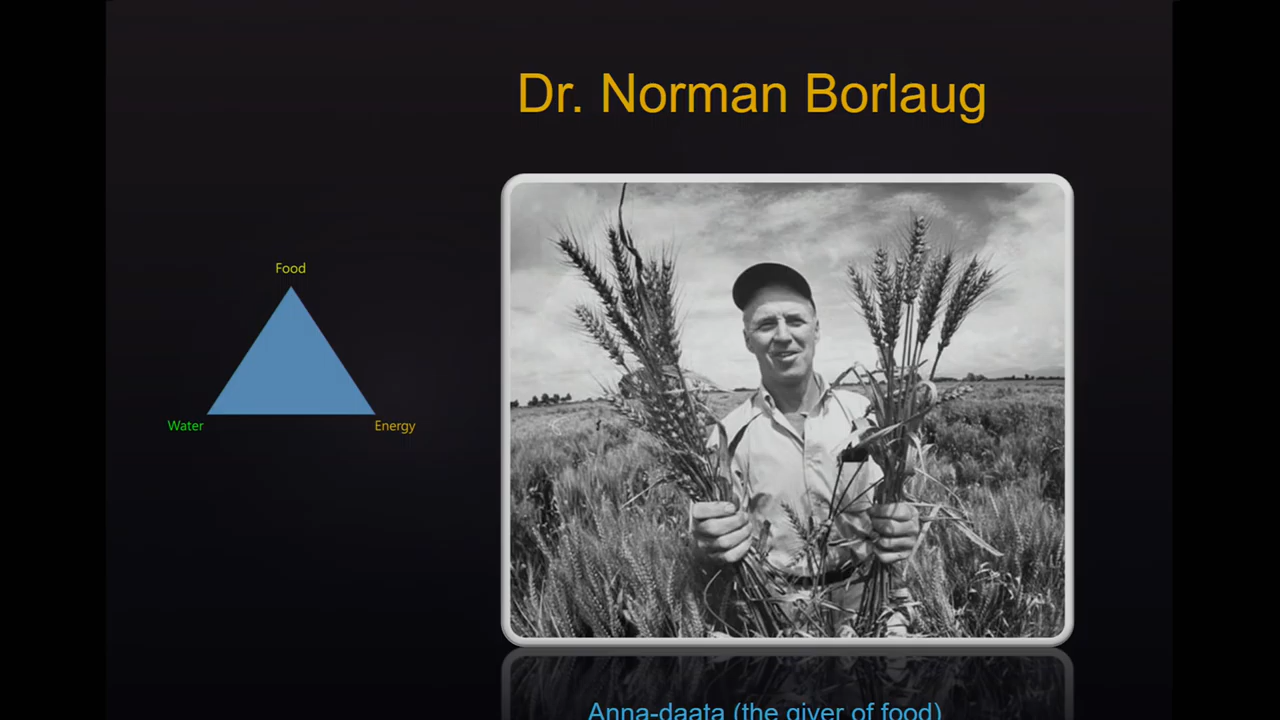 Dr. Norman Borlaug
Food
Water
Energy
Anna-daata (the giver of food)